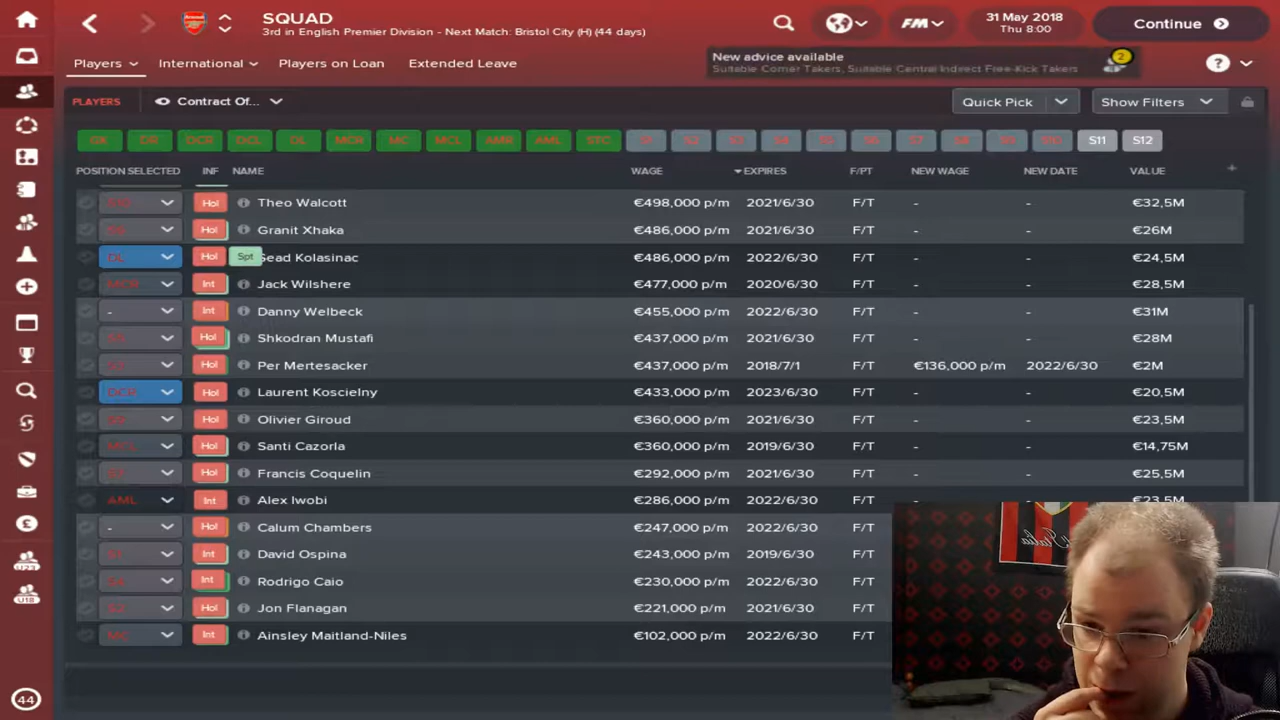 SQUAD
3rd in English Premier Division - Next Match: Bristol City (H) (44 days)
FM
31 May 2018
Thu 8:00
Continue
Players
International
Players on Loan
Extended Leave
New advice available
2
Suitable Corner Takers, Suitable Central Indirect Free-Kick Takers
?
PLAYERS
Contract Of...
Quick Pick
Show Filters
GK DR DCR DCL DL MCR MC MCL AMR AML STC S11 S12
POSITION SELECTED INF NAME WAGE EXPIRES F/PT NEW WAGE NEW DATE VALUE +
Hol Theo Walcott €498,000 p/m 2021/6/30 F/T - - €32,5M
Hol Granit Xhaka €486,000 p/m 2021/6/30 F/T - - €26M
DL Hol Spt Sead Kolasinac €486,000 p/m 2022/6/30 F/T - - €24,5M
MCR Int Jack Wilshere €477,000 p/m 2020/6/30 F/T - - €28,5M
- Int Danny Welbeck €455,000 p/m 2022/6/30 F/T - - €31M
Hol Shkodran Mustafi €437,000 p/m 2021/6/30 F/T - - €28M
Hol Per Mertesacker €437,000 p/m 2018/7/1 F/T €136,000 p/m 2022/6/30 €2M
DCR Hol Laurent Koscielny €433,000 p/m 2023/6/30 F/T - - €20,5M
Hol Olivier Giroud €360,000 p/m 2021/6/30 F/T - - €23,5M
MCL Hol Santi Cazorla €360,000 p/m 2019/6/30 F/T - - €14,75M
Hol Francis Coquelin €292,000 p/m 2021/6/30 F/T - - €25,5M
AML Int Alex Iwobi €286,000 p/m 2022/6/30 F/T - - €23,5M
- Hol Calum Chambers €247,000 p/m 2022/6/30 F/T
Int David Ospina €243,000 p/m 2019/6/30 F/T
Int Rodrigo Caio €230,000 p/m 2022/6/30 F/T
Hol Jon Flanagan €221,000 p/m 2021/6/30 F/T
MC Int Ainsley Maitland-Niles €102,000 p/m 2022/6/30 F/T
U23
U18
44